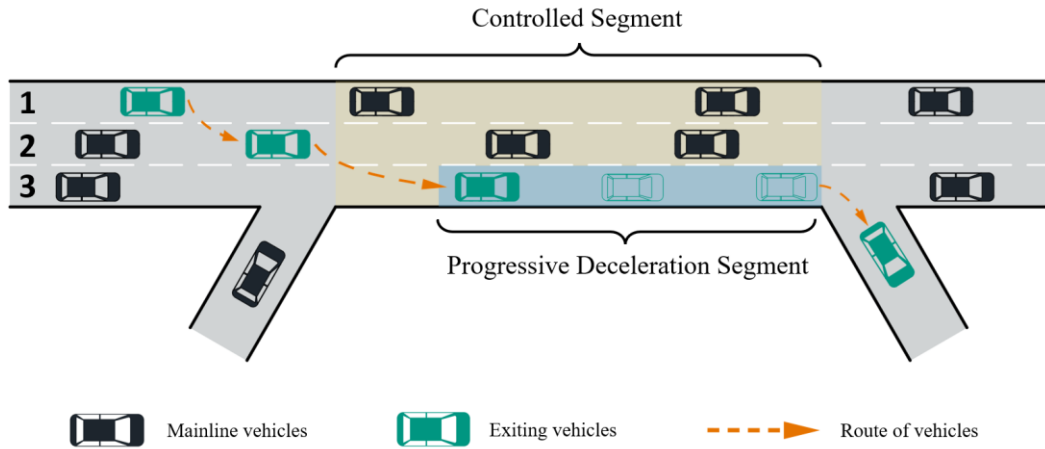 Controlled Segment
1
2
3
Progressive Deceleration Segment
Mainline vehicles
Exiting vehicles
Route of vehicles